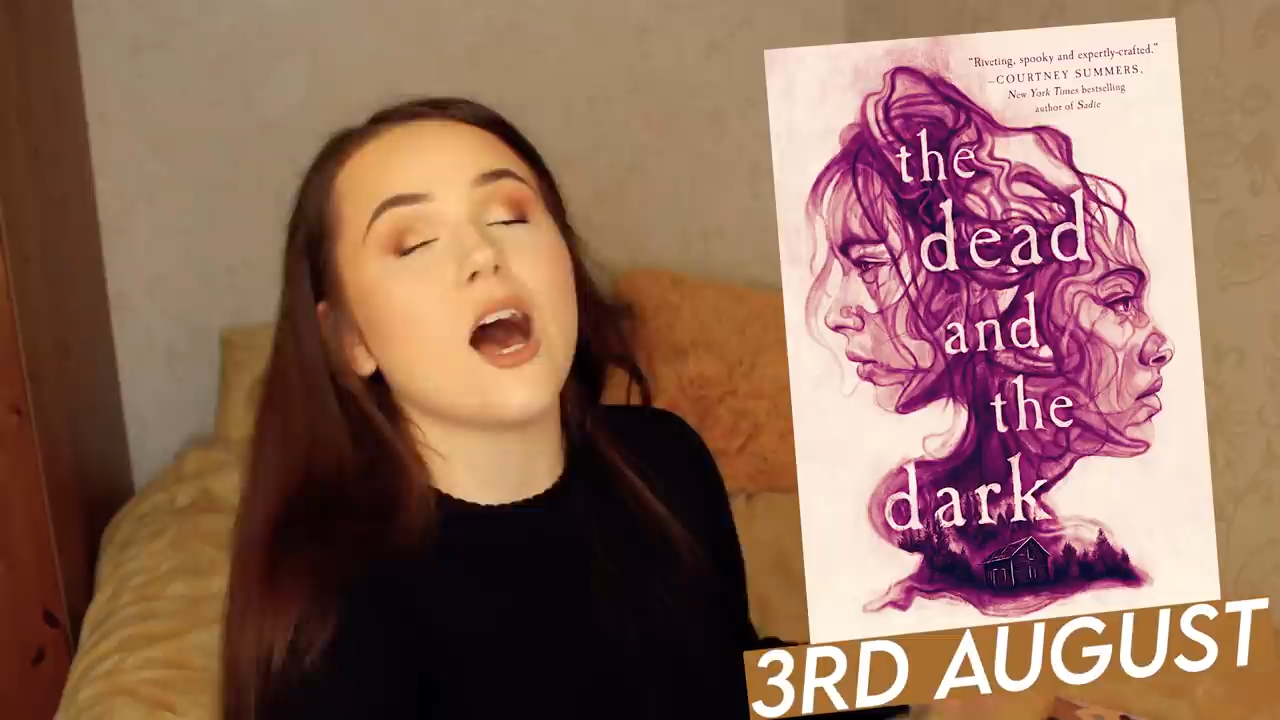 “Riveting, spooky and expertly-crafted.”
—COURTNEY SUMMERS,
New York Times bestselling
author of Sadie
the
dead
and
the
dark
3RD AUGUST